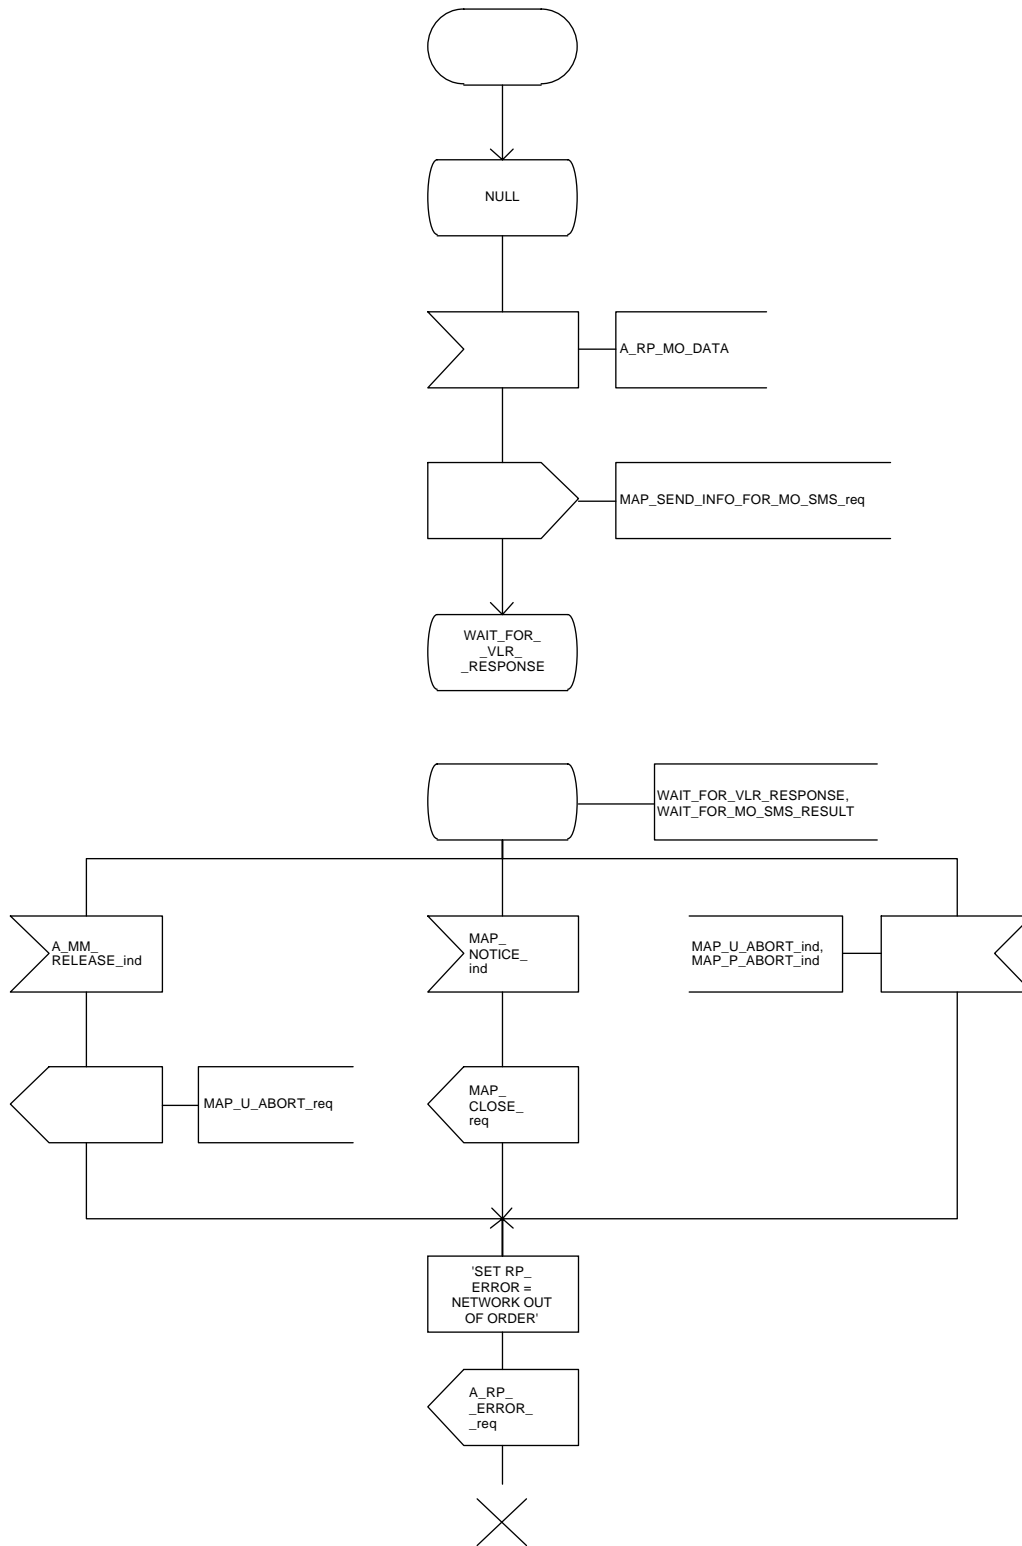 NULL
A_RP_MO_DATA
MAP_SEND_INFO_FOR_MO_SMS_req
WAIT_FOR_
_VLR_
_RESPONSE
WAIT_FOR_VLR_RESPONSE,
WAIT_FOR_MO_SMS_RESULT
A_MM_
RELEASE_ind
MAP_
NOTICE_
ind
MAP_U_ABORT_ind,
MAP_P_ABORT_ind
MAP_U_ABORT_req
MAP_
CLOSE_
req
'SET RP_
ERROR =
NETWORK OUT
OF ORDER'
A_RP_
_ERROR_
_req